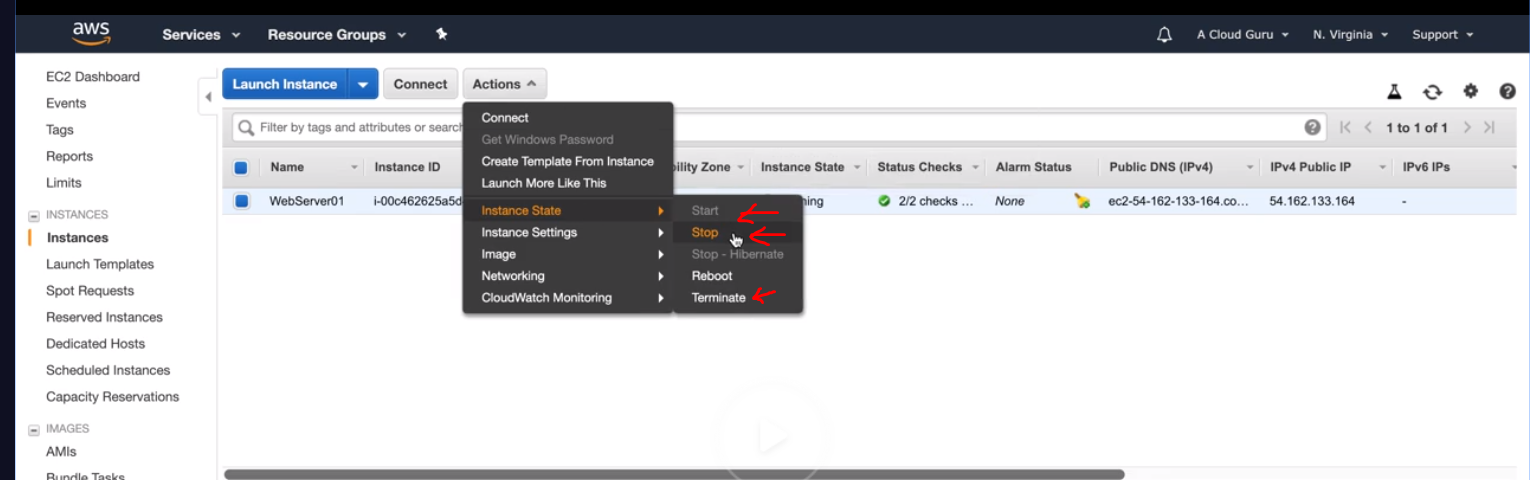 aws Services Resource Groups A Cloud Guru N. Virginia Support
EC2 Dashboard
Events
Tags
Reports
Limits
INSTANCES
Instances
Launch Templates
Spot Requests
Reserved Instances
Dedicated Hosts
Scheduled Instances
Capacity Reservations
IMAGES
AMIs
Bundle Tasks
Launch Instance Connect Actions
Filter by tags and attributes or search 1 to 1 of 1
Name Instance ID Zone Instance State Status Checks Alarm Status Public DNS (IPv4) IPv4 Public IP IPv6 IPs
WebServer01 i-00c462625a5d 2/2 checks ... None ec2-54-162-133-164.co... 54.162.133.164 -
Connect
Get Windows Password
Create Template From Instance
Launch More Like This
Instance State
Instance Settings
Image
Networking
CloudWatch Monitoring
Start
Stop
Stop - Hibernate
Reboot
Terminate